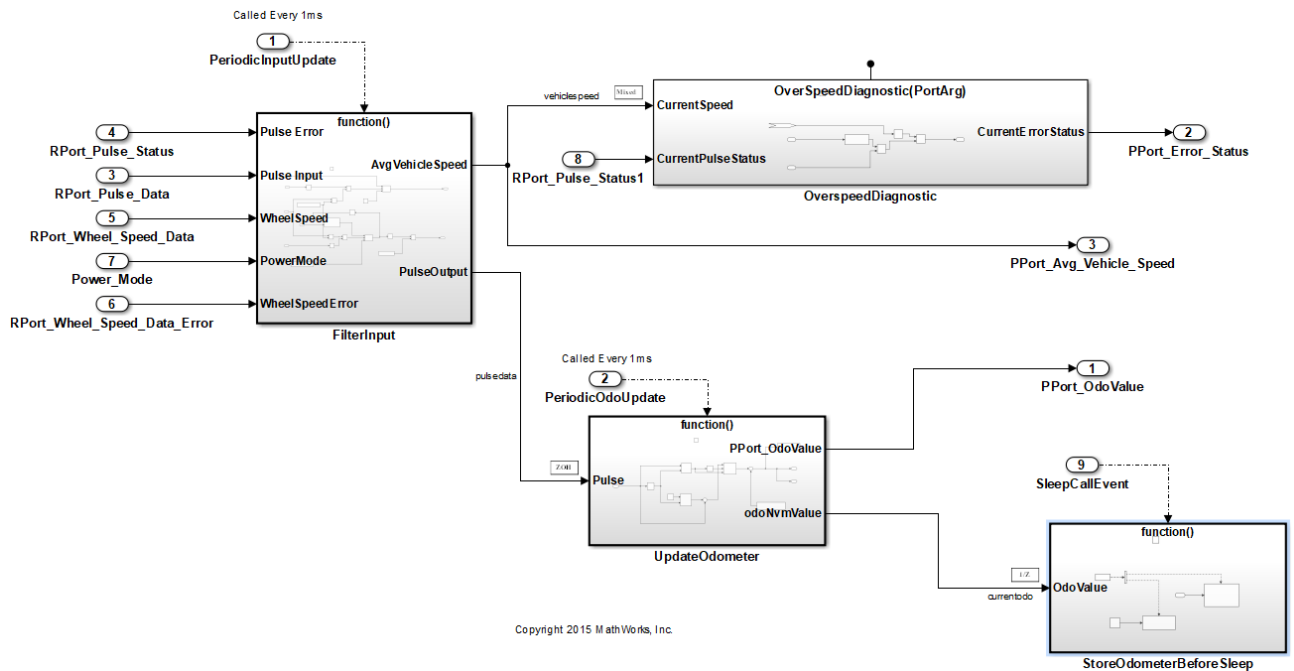 Called Every 1ms
1
PeriodicInputUpdate
function()
4
RPort_Pulse_Status
3
RPort_Pulse_Data
5
RPort_Wheel_Speed_Data
7
Power_Mode
6
RPort_Wheel_Speed_Data_Error
Pulse Error
Pulse Input
WheelSpeed
PowerMode
WheelSpeedError
AvgVehicleSpeed
PulseOutput
FilterInput
vehiclespeed
Mixed
OverSpeedDiagnostic(PortArg)
CurrentSpeed
CurrentPulseStatus
CurrentErrorStatus
OverspeedDiagnostic
8
RPort_Pulse_Status1
2
PPort_Error_Status
3
PPort_Avg_Vehicle_Speed
pulsedata
Called Every 1ms
2
PeriodicOdoUpdate
function()
ZOH
Pulse
PPort_OdoValue
odoNvmValue
UpdateOdometer
1
PPort_OdoValue
9
SleepCallEvent
function()
1/Z
currentodo
OdoValue
StoreOdometerBeforeSleep
Copyright 2015 MathWorks, Inc.